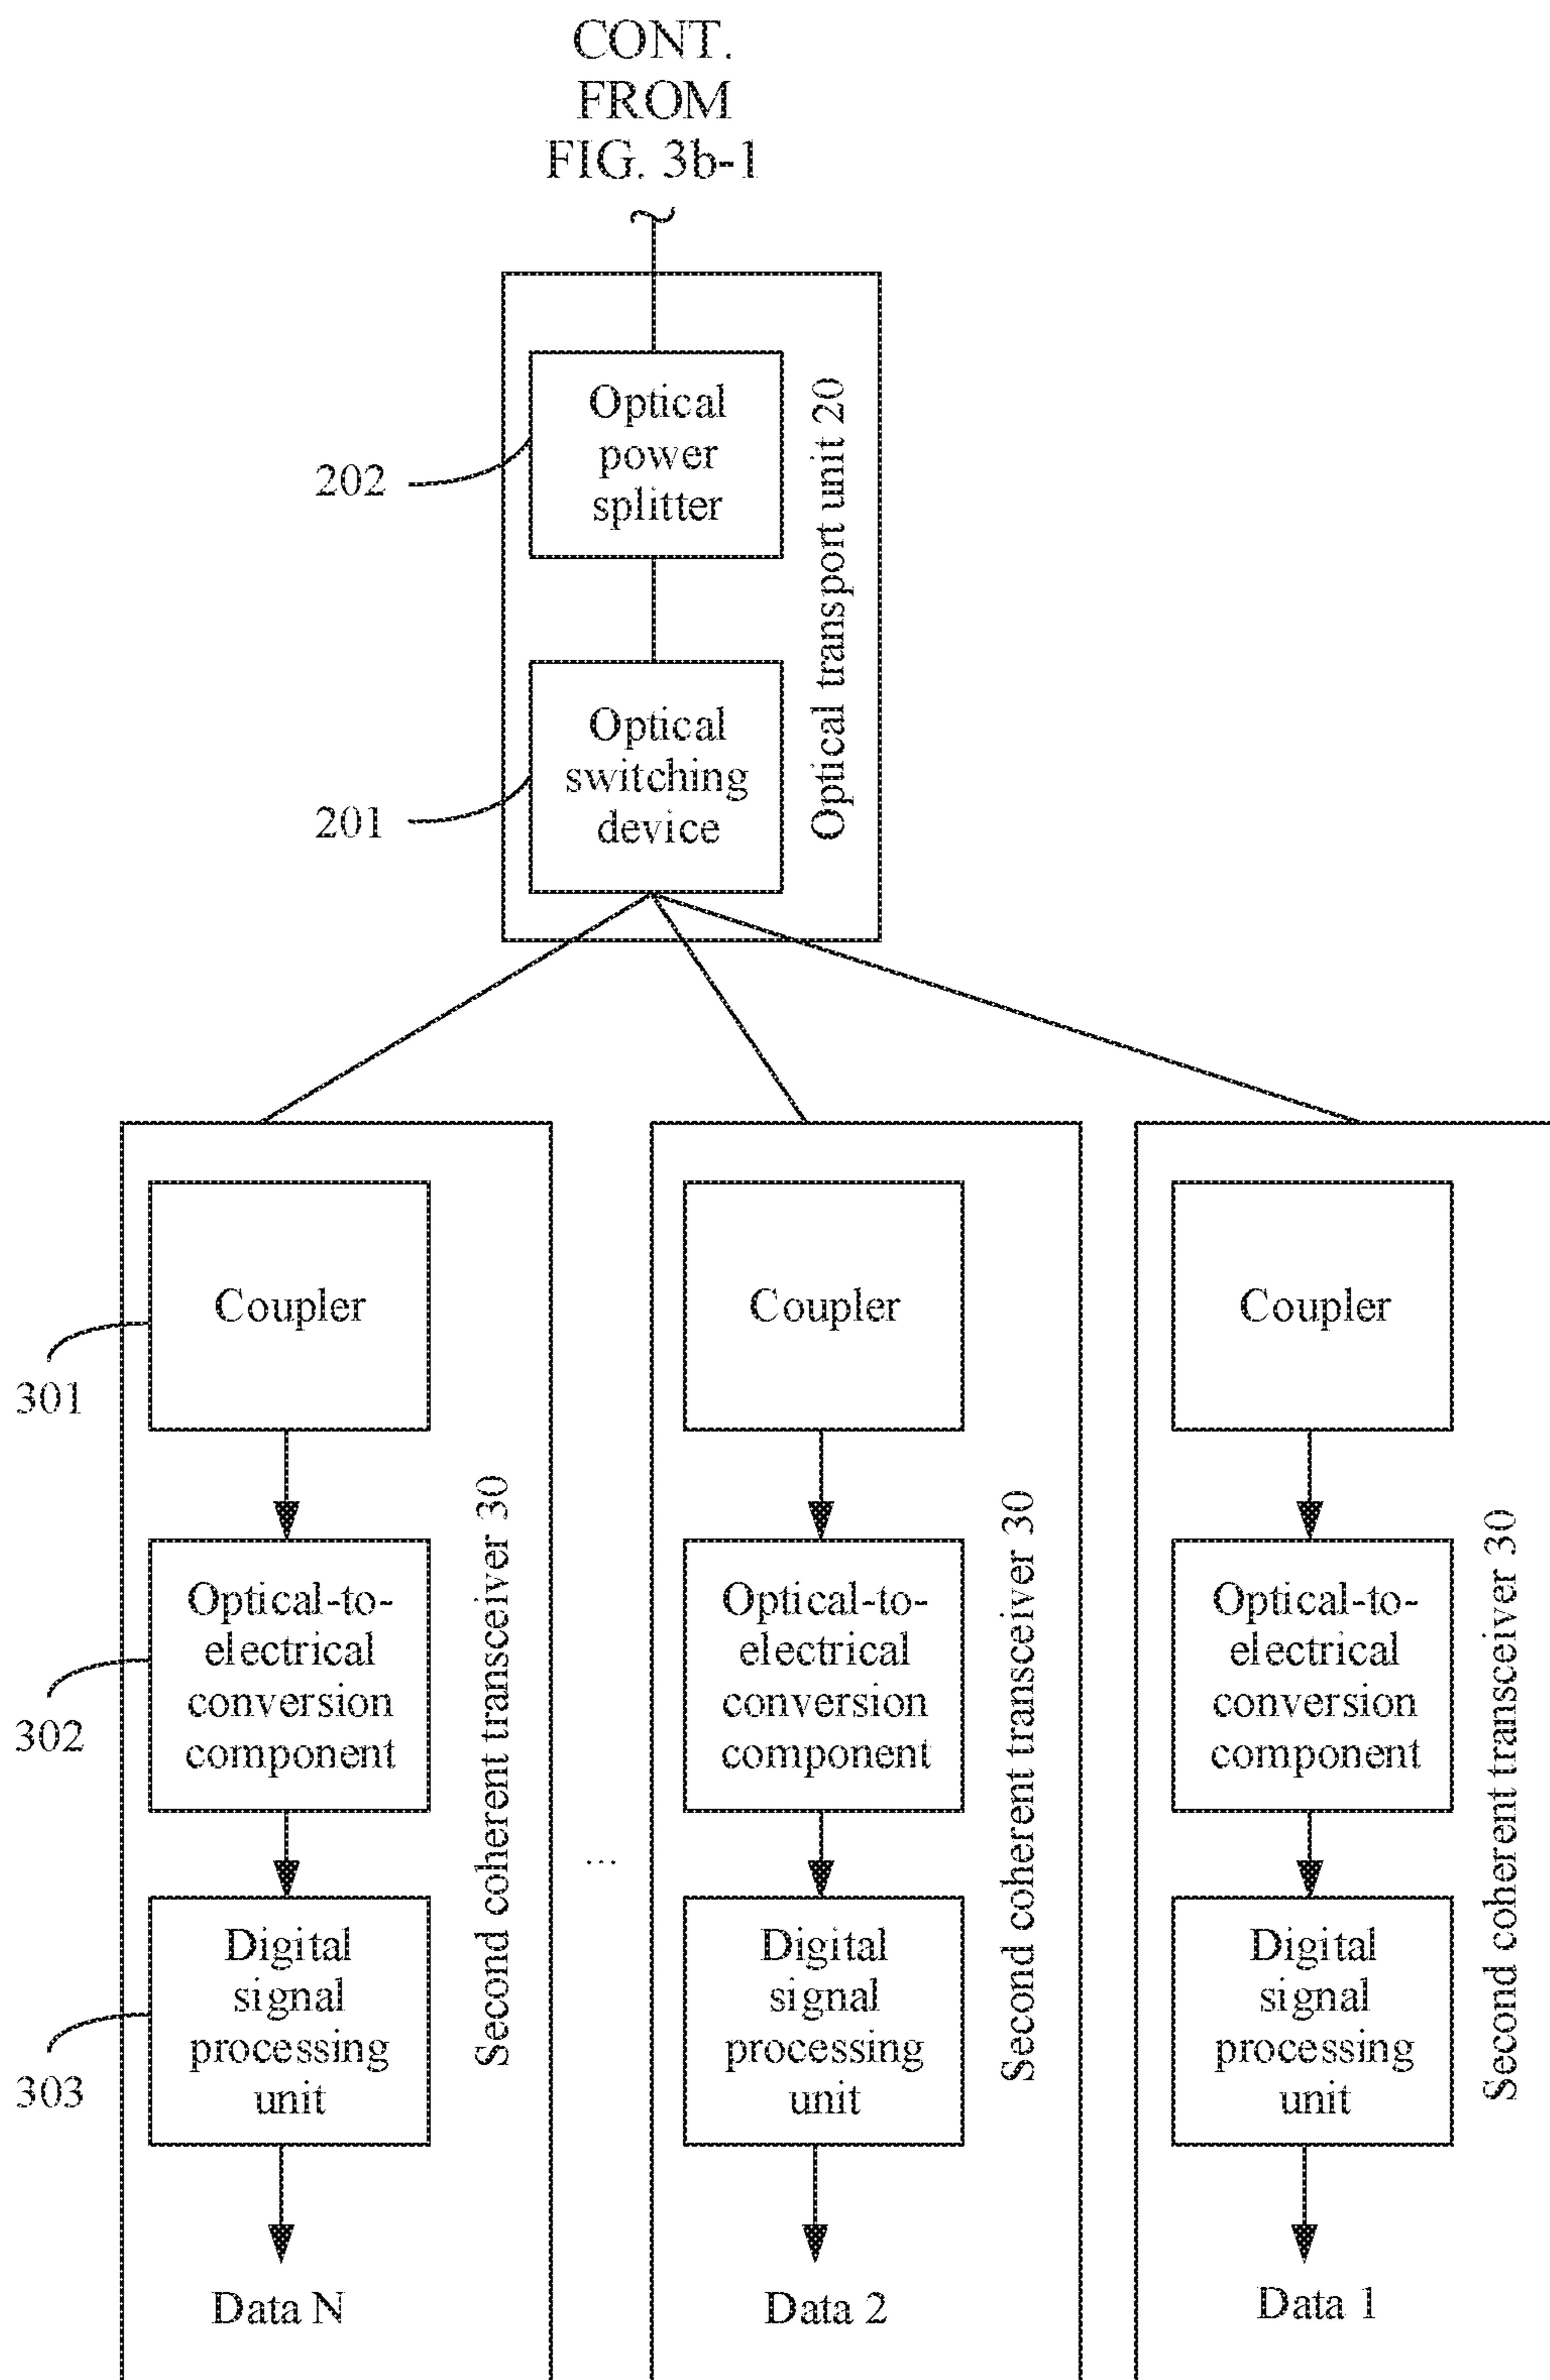 CONT.
FROM
FIG. 3b-1
Optical
power
splitter
202
Optical
switching
device
201
Optical transport unit 20
Coupler
301
Optical-to-
electrical
conversion
component
302
Digital
signal
processing
unit
303
Second coherent transceiver 30
Data N
...
Coupler
Optical-to-
electrical
conversion
component
Digital
signal
processing
unit
Second coherent transceiver 30
Data 2
Coupler
Optical-to-
electrical
conversion
component
Digital
signal
processing
unit
Second coherent transceiver 30
Data 1